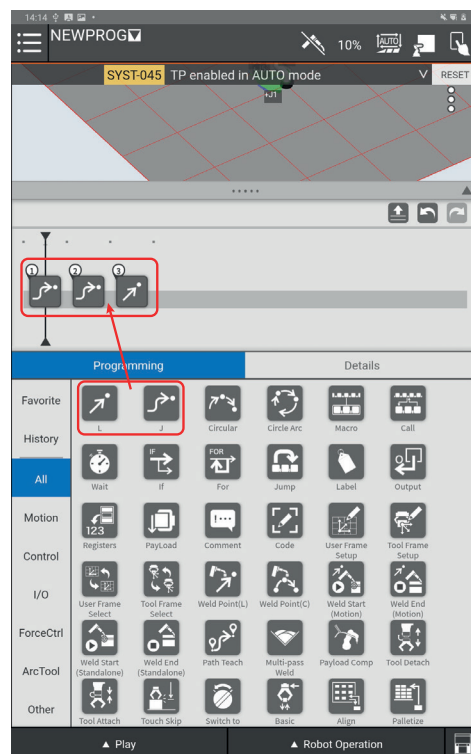 14:14
NEWPROG
10%
AUTO
SYST-045 TP enabled in AUTO mode
RESET
+J1
1 2 3
Programming Details
Favorite
History
All
Motion
Control
I/O
ForceCtrl
ArcTool
Other
L J Circular Circle Arc Macro Call
IF FOR
Wait If For Jump Label Output
123
Registers PayLoad Comment Code User Frame Setup Tool Frame Setup
User Frame Select Tool Frame Select Weld Point(L) Weld Point(C) Weld Start (Motion) Weld End (Motion)
Weld Start (Standalone) Weld End (Standalone) Path Teach Multi-pass Weld Payload Comp Tool Detach
Tool Attach Touch Skip Switch to Basic Align Palletize
Play Robot Operation